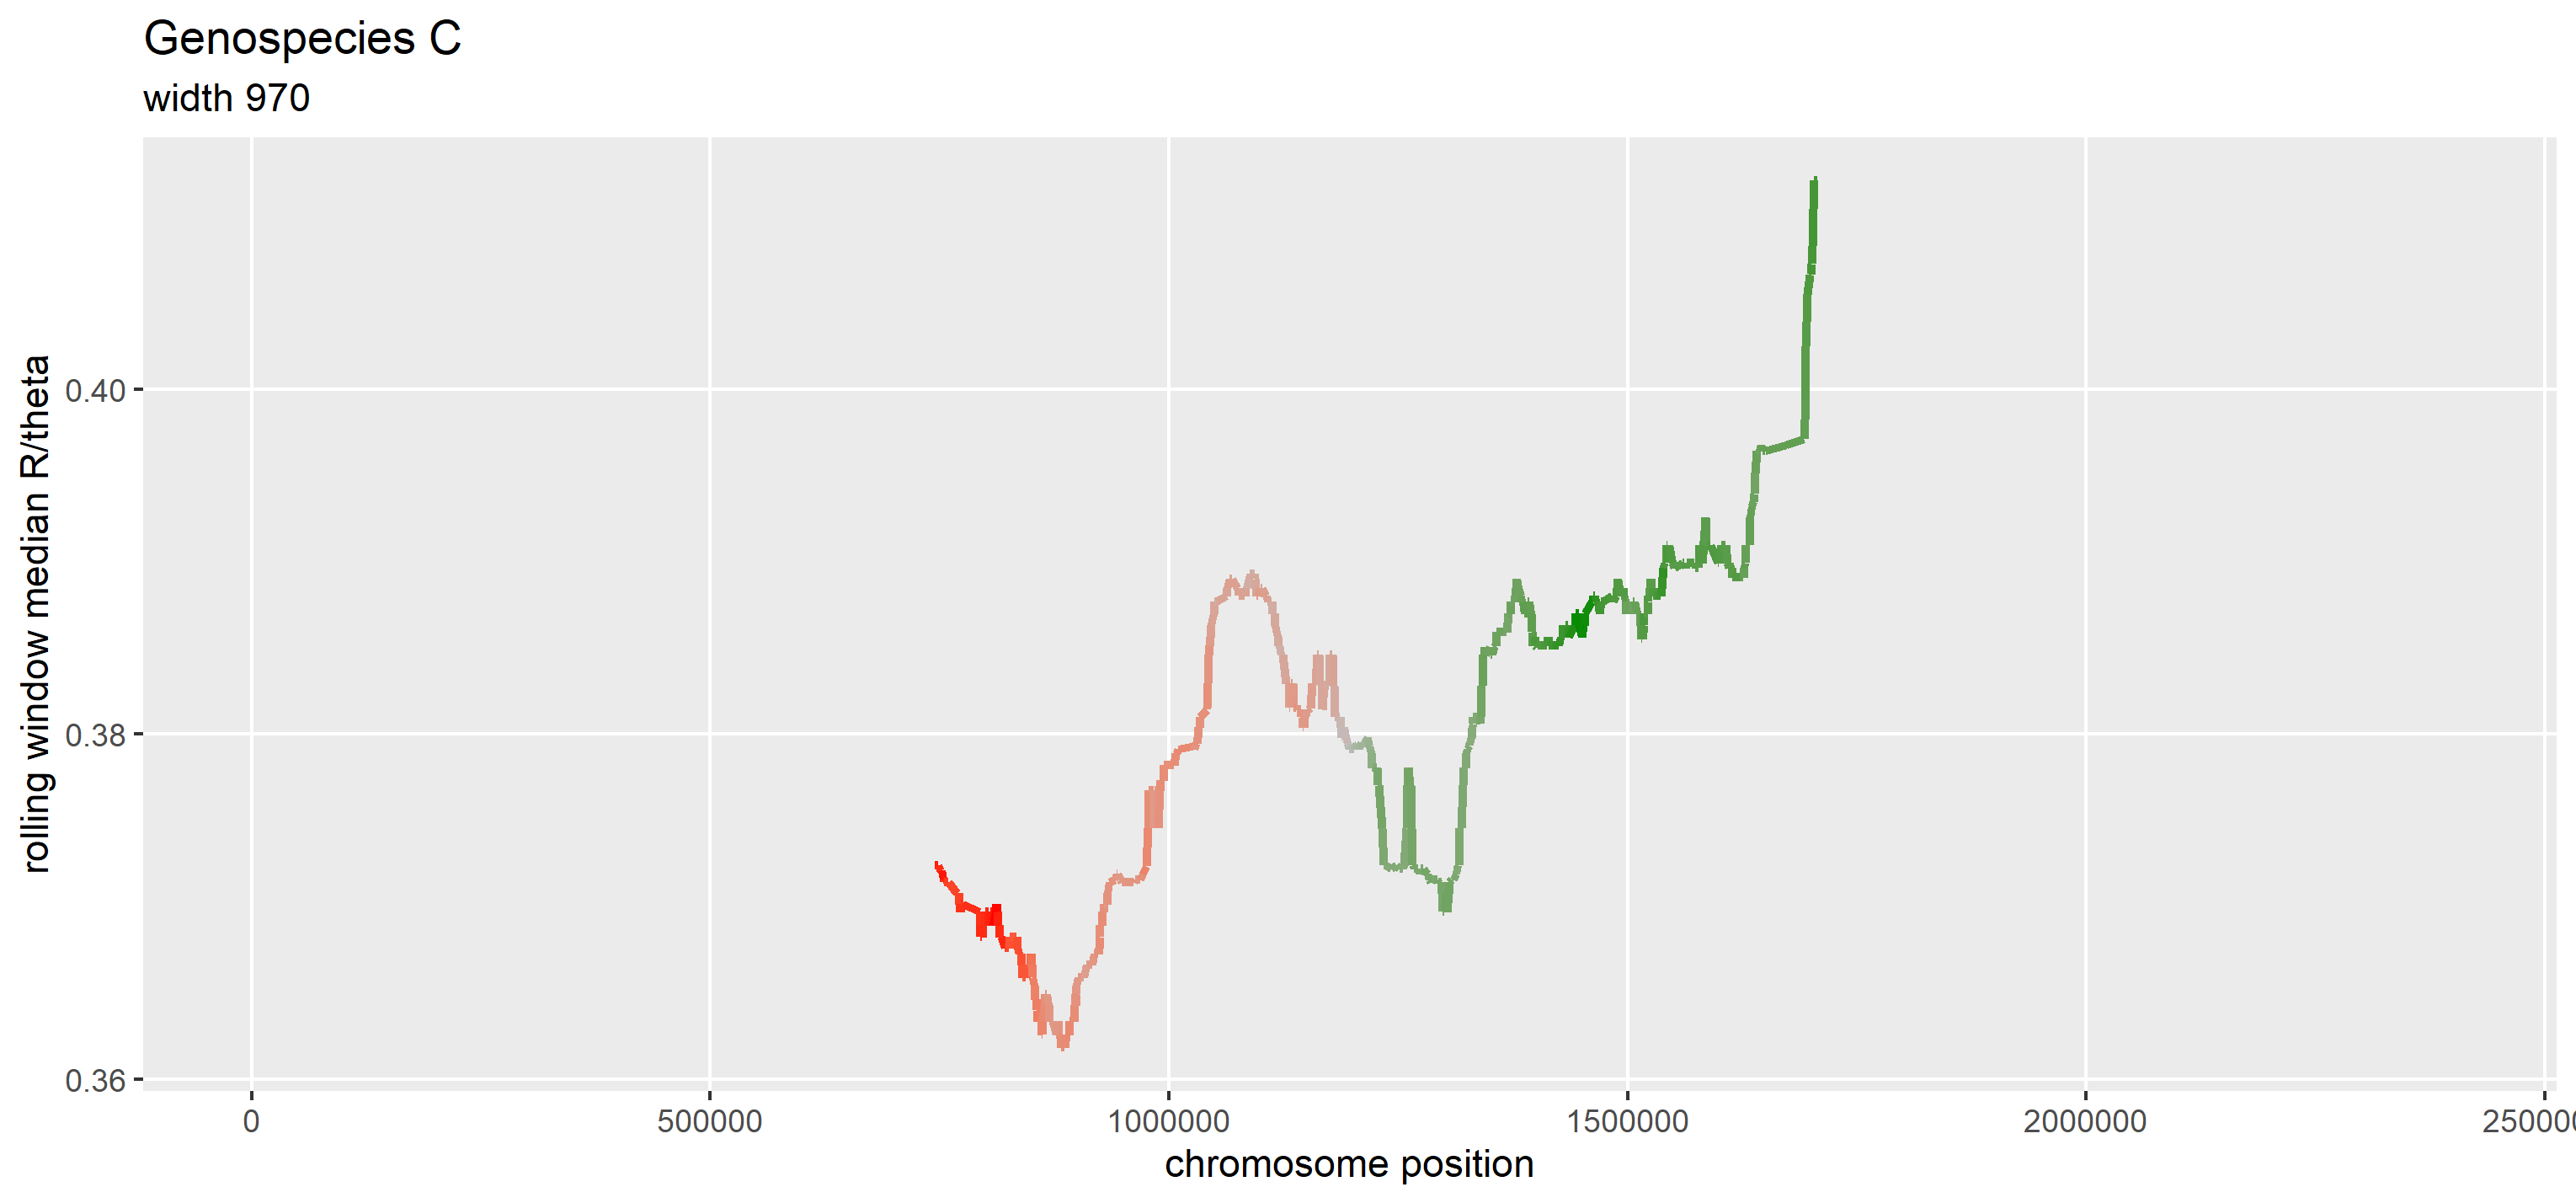 Genospecies C
width 970
rolling window median R/theta
0.40
0.38
0.36
0
500000
1000000
1500000
2000000
250000
chromosome position